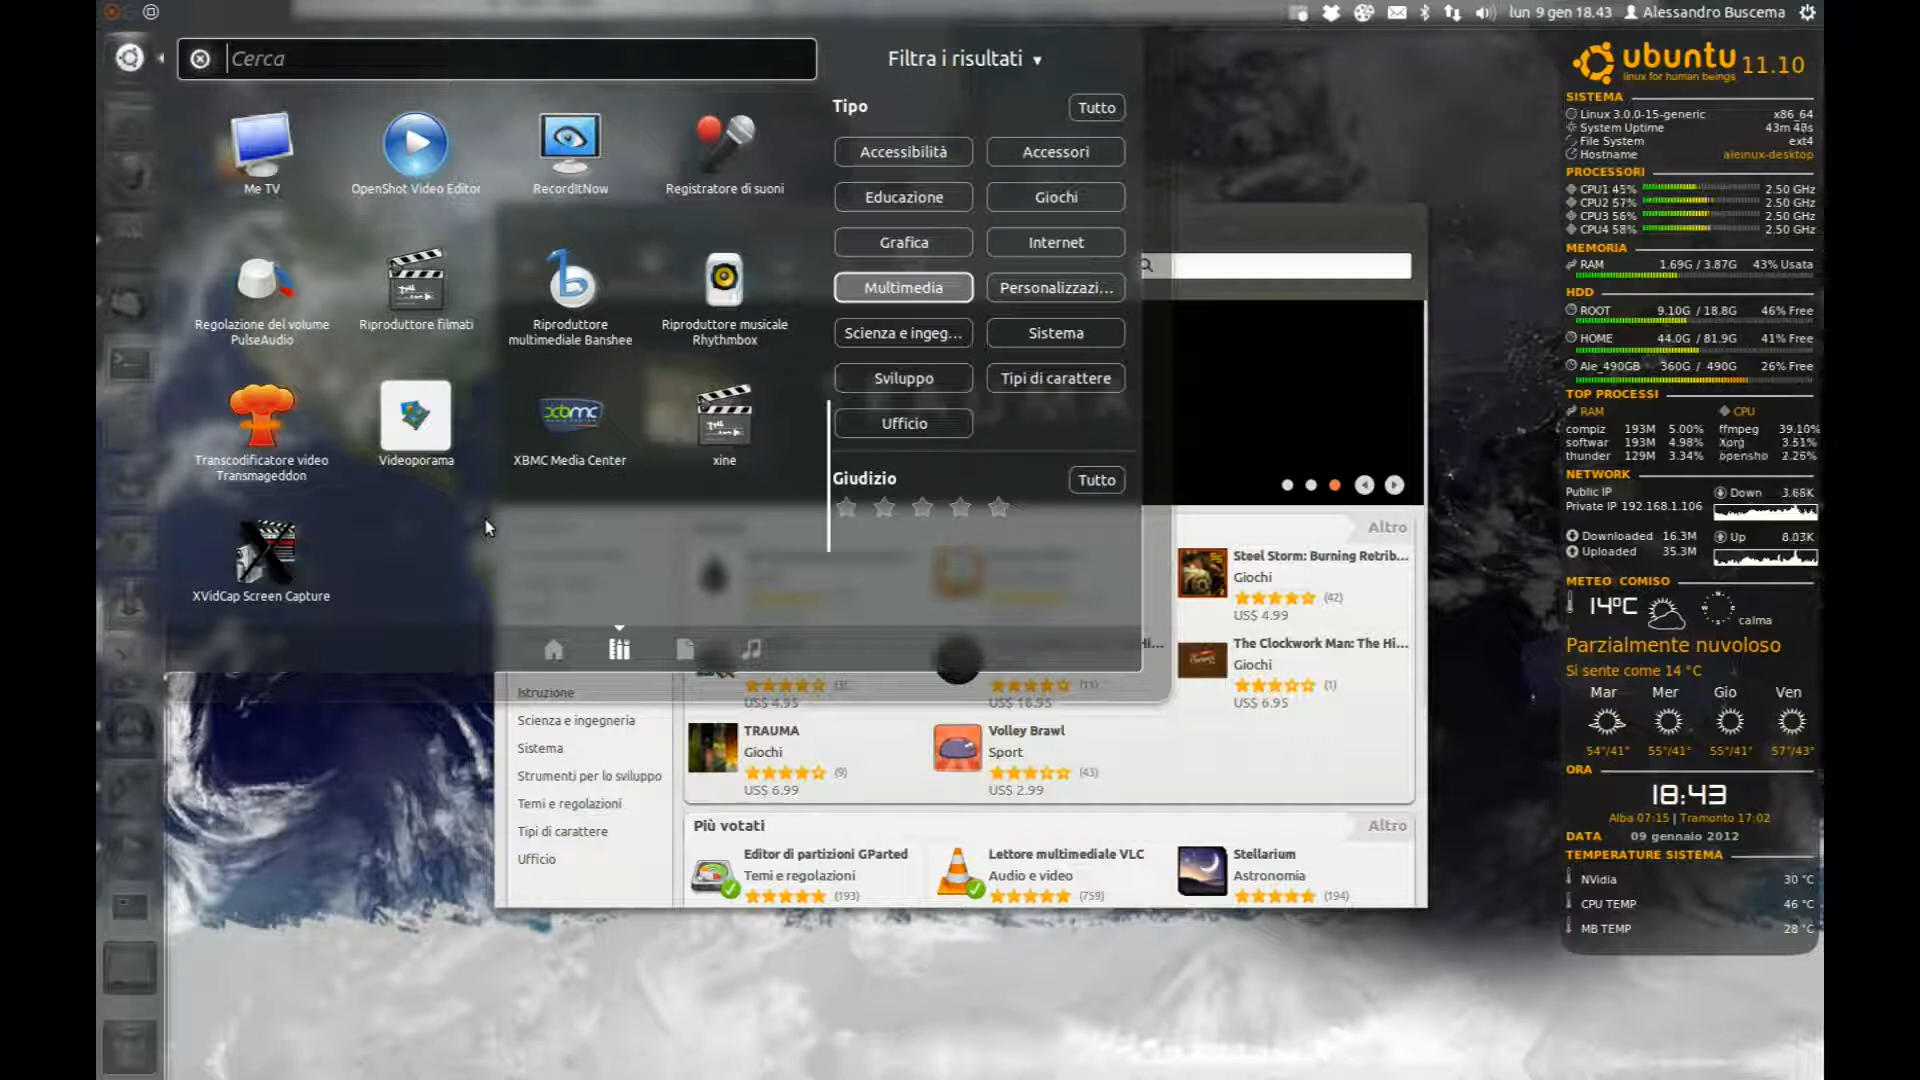 lun 9 gen 18.43 Alessandro Buscema
Cerca
Filtra i risultati ▾
Tipo Tutto
Accessibilità Accessori
Educazione Giochi
Grafica Internet
Multimedia Personalizzazi...
Scienza e ingeg... Sistema
Sviluppo Tipi di carattere
Ufficio
Giudizio Tutto
Me TV
OpenShot Video Editor
RecordItNow
Registratore di suoni
Regolazione del volume
PulseAudio
Riproduttore filmati
Riproduttore
multimediale Banshee
Riproduttore musicale
Rhythmbox
Transcodificatore video
Transmageddon
Videoporama
XBMC Media Center
xbmc
xine
XVidCap Screen Capture
Altro
Steel Storm: Burning Retrib...
Giochi
(42)
US$ 4.99
The Clockwork Man: The Hi...
Giochi
(1)
US$ 6.95
Hi...
US$ 4.95
(11)
US$ 16.95
Istruzione
Scienza e ingegneria
Sistema
Strumenti per lo sviluppo
Temi e regolazioni
Tipi di carattere
Ufficio
TRAUMA
Giochi
(9)
US$ 6.99
Volley Brawl
Sport
(43)
US$ 2.99
Più votati Altro
Editor di partizioni GParted
Temi e regolazioni
(193)
Lettore multimediale VLC
Audio e video
(759)
Stellarium
Astronomia
(194)
ubuntu 11.10
linux for human beings
SISTEMA
Linux 3.0.0-15-generic x86_64
System Uptime 43m 48s
File System ext4
Hostname aleinux-desktop
PROCESSORI
CPU1 45% 2.50 GHz
CPU2 57% 2.50 GHz
CPU3 56% 2.50 GHz
CPU4 58% 2.50 GHz
MEMORIA
RAM 1.69G / 3.87G 43% Usata
HDD
ROOT 9.10G / 18.8G 46% Free
HOME 44.0G / 81.9G 41% Free
Ale_490GB 360G / 490G 26% Free
TOP PROCESSI
RAM CPU
compiz 193M 5.00% ffmpeg 39.10%
softwar 193M 4.98% Xorg 3.51%
thunder 129M 3.34% opensho 2.26%
NETWORK
Public IP Down 3.68K
Private IP 192.168.1.106
Downloaded 16.3M Up 8.03K
Uploaded 35.3M
METEO COMISO
14°C calma
Parzialmente nuvoloso
Si sente come 14 °C
Mar Mer Gio Ven
54°/41° 55°/41° 55°/41° 57°/43°
ORA
18:43
Alba 07:15 | Tramonto 17:02
DATA 09 gennaio 2012
TEMPERATURE SISTEMA
NVidia 30 °C
CPU TEMP 46 °C
MB TEMP 28 °C